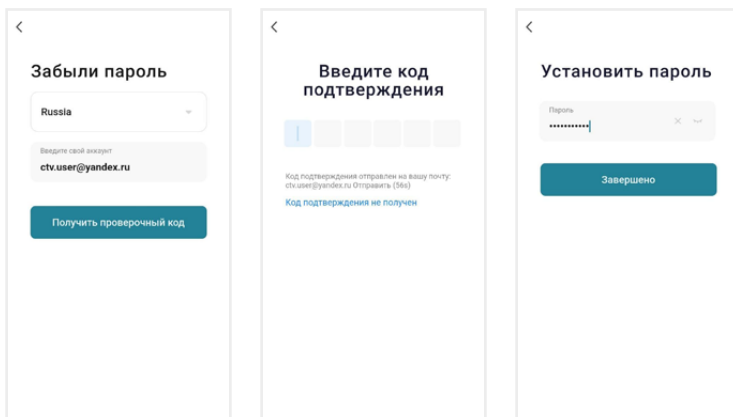 Забыли пароль
Russia
Введите свой аккаунт
ctv.user@yandex.ru
Получить проверочный код
Введите код
подтверждения
Код подтверждения отправлен на вашу почту:
ctv.user@yandex.ru Отправить (56s)
Код подтверждения не получен
Установить пароль
Пароль
•••••••••••
Завершено